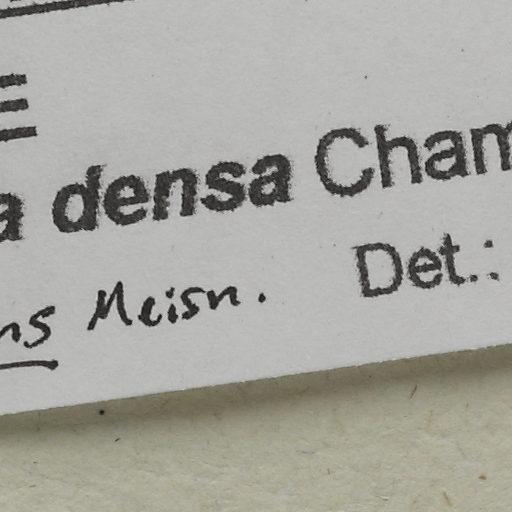 E
a densa Cham
ns Meisn. Det.: